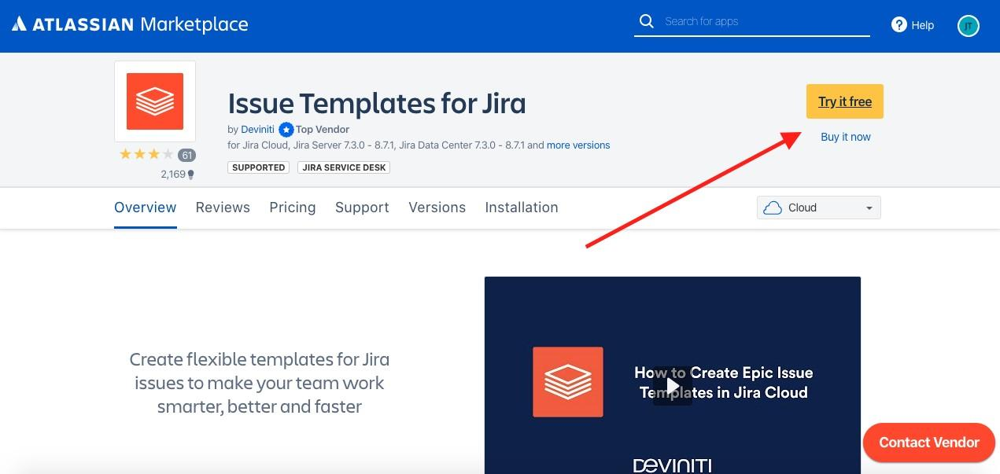 ATLASSIAN Marketplace
Search for apps
Help
JT
Issue Templates for Jira
Try it free
by Deviniti Top Vendor
Buy it now
for Jira Cloud, Jira Server 7.3.0 - 8.7.1, Jira Data Center 7.3.0 - 8.7.1 and more versions
61
2,169
SUPPORTED JIRA SERVICE DESK
Overview Reviews Pricing Support Versions Installation
Cloud
Create flexible templates for Jira
issues to make your team work
smarter, better and faster
How to Create Epic Issue
Templates in Jira Cloud
DEVINITI
Contact Vendor